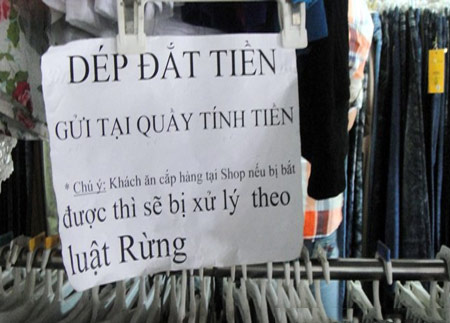 DÉP ĐẮT TIỀN
GỬI TẠI QUẦY TÍNH TIỀN
* Chú ý: Khách ăn cắp hàng tại Shop nếu bị bắt
được thì sẽ bị xử lý theo
luật Rừng